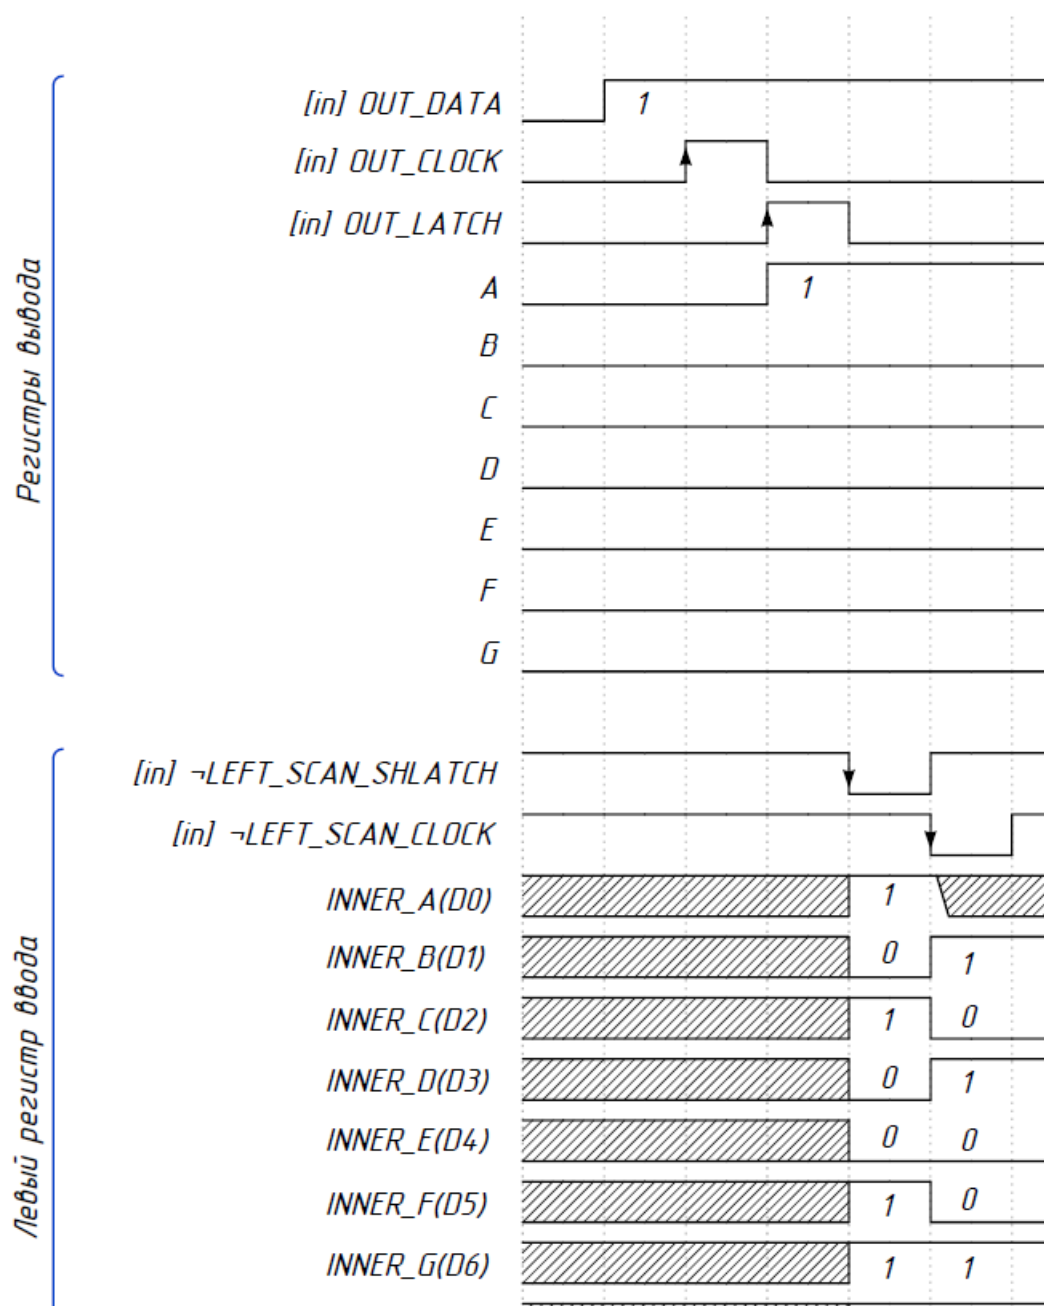 [in] OUT_DATA 1
[in] OUT_CLOCK
[in] OUT_LATCH
A 1
B
C
D
E
F
G
Регистры вывода
[in] ¬LEFT_SCAN_SHLATCH
[in] ¬LEFT_SCAN_CLOCK
INNER_A(D0) 1
INNER_B(D1) 0 1
INNER_C(D2) 1 0
INNER_D(D3) 0 1
INNER_E(D4) 0 0
INNER_F(D5) 1 0
INNER_G(D6) 1 1
Левый регистр ввода